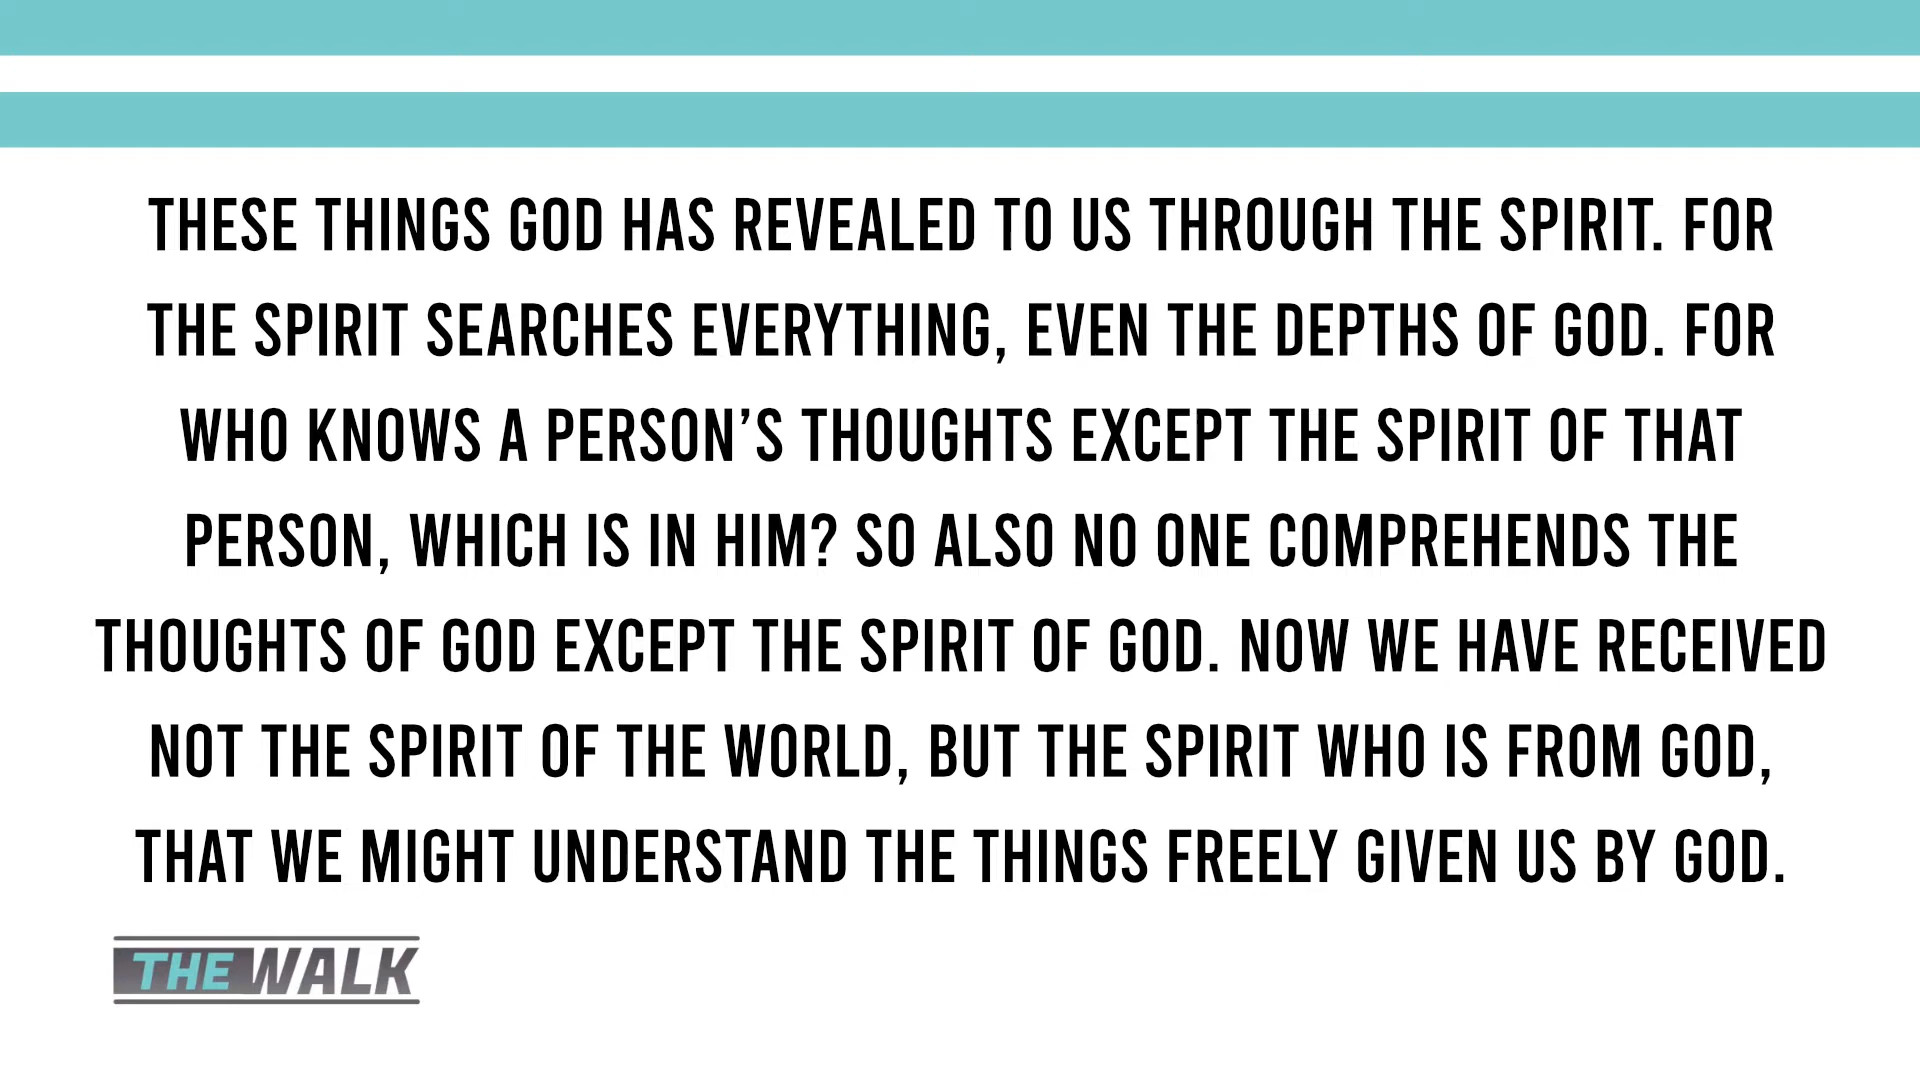 THESE THINGS GOD HAS REVEALED TO US THROUGH THE SPIRIT. FOR
THE SPIRIT SEARCHES EVERYTHING, EVEN THE DEPTHS OF GOD. FOR
WHO KNOWS A PERSON’S THOUGHTS EXCEPT THE SPIRIT OF THAT
PERSON, WHICH IS IN HIM? SO ALSO NO ONE COMPREHENDS THE
THOUGHTS OF GOD EXCEPT THE SPIRIT OF GOD. NOW WE HAVE RECEIVED
NOT THE SPIRIT OF THE WORLD, BUT THE SPIRIT WHO IS FROM GOD,
THAT WE MIGHT UNDERSTAND THE THINGS FREELY GIVEN US BY GOD.
THE WALK